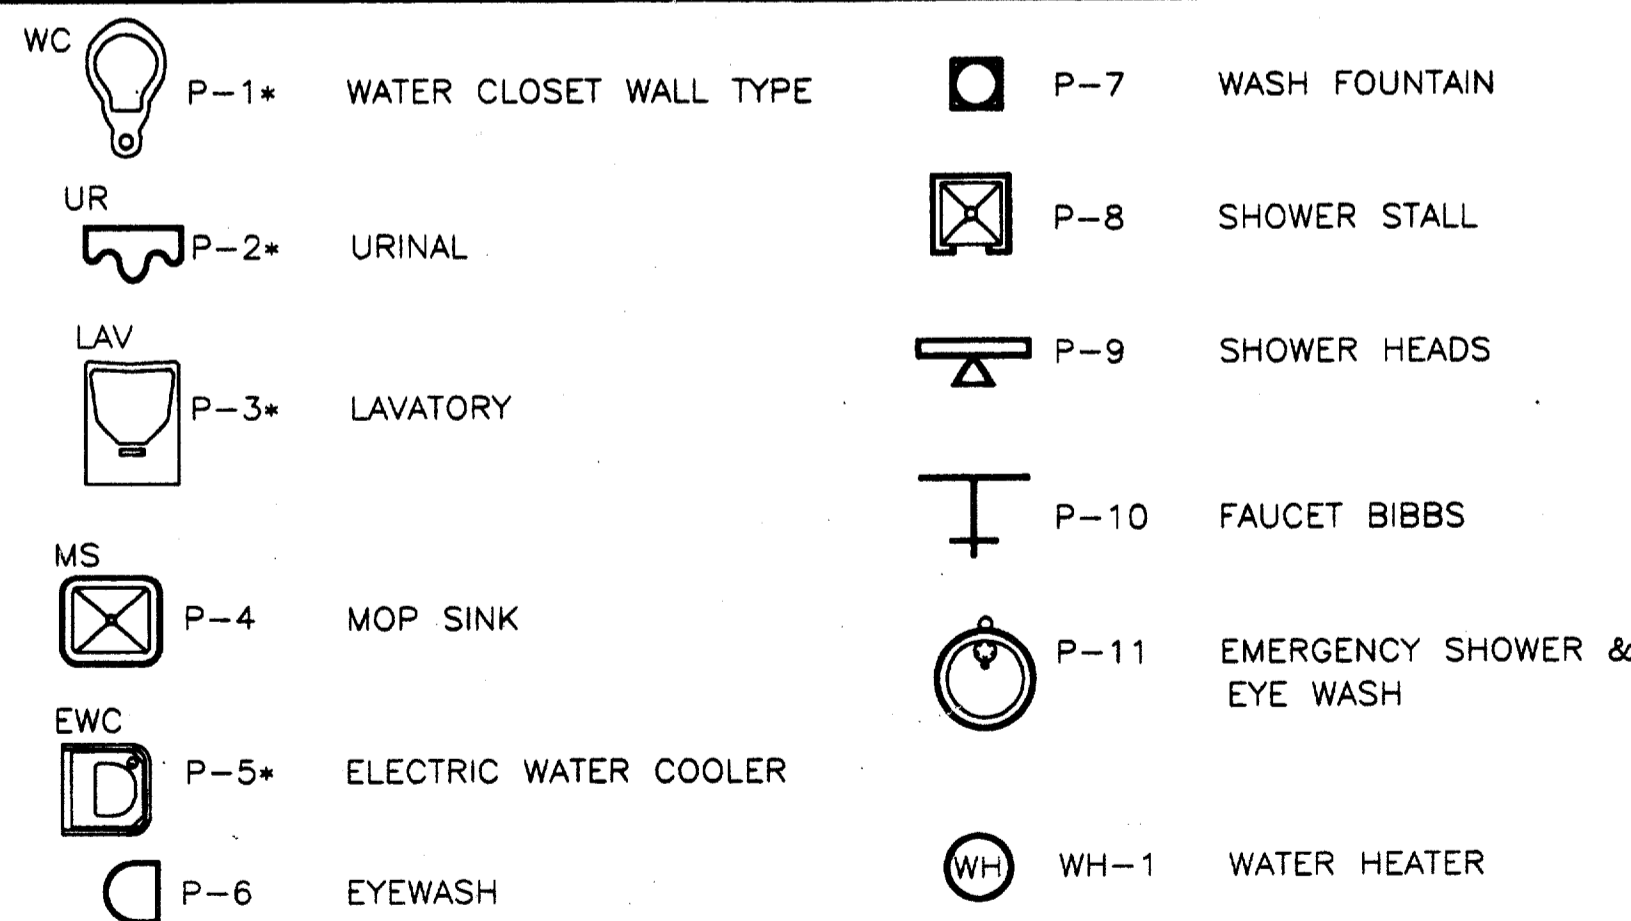 WC
P-1* WATER CLOSET WALL TYPE
UR
P-2* URINAL
LAV
P-3* LAVATORY
MS
P-4 MOP SINK
EWC
P-5* ELECTRIC WATER COOLER
P-6 EYEWASH
P-7 WASH FOUNTAIN
P-8 SHOWER STALL
P-9 SHOWER HEADS
P-10 FAUCET BIBBS
P-11 EMERGENCY SHOWER &
EYE WASH
WH WH-1 WATER HEATER